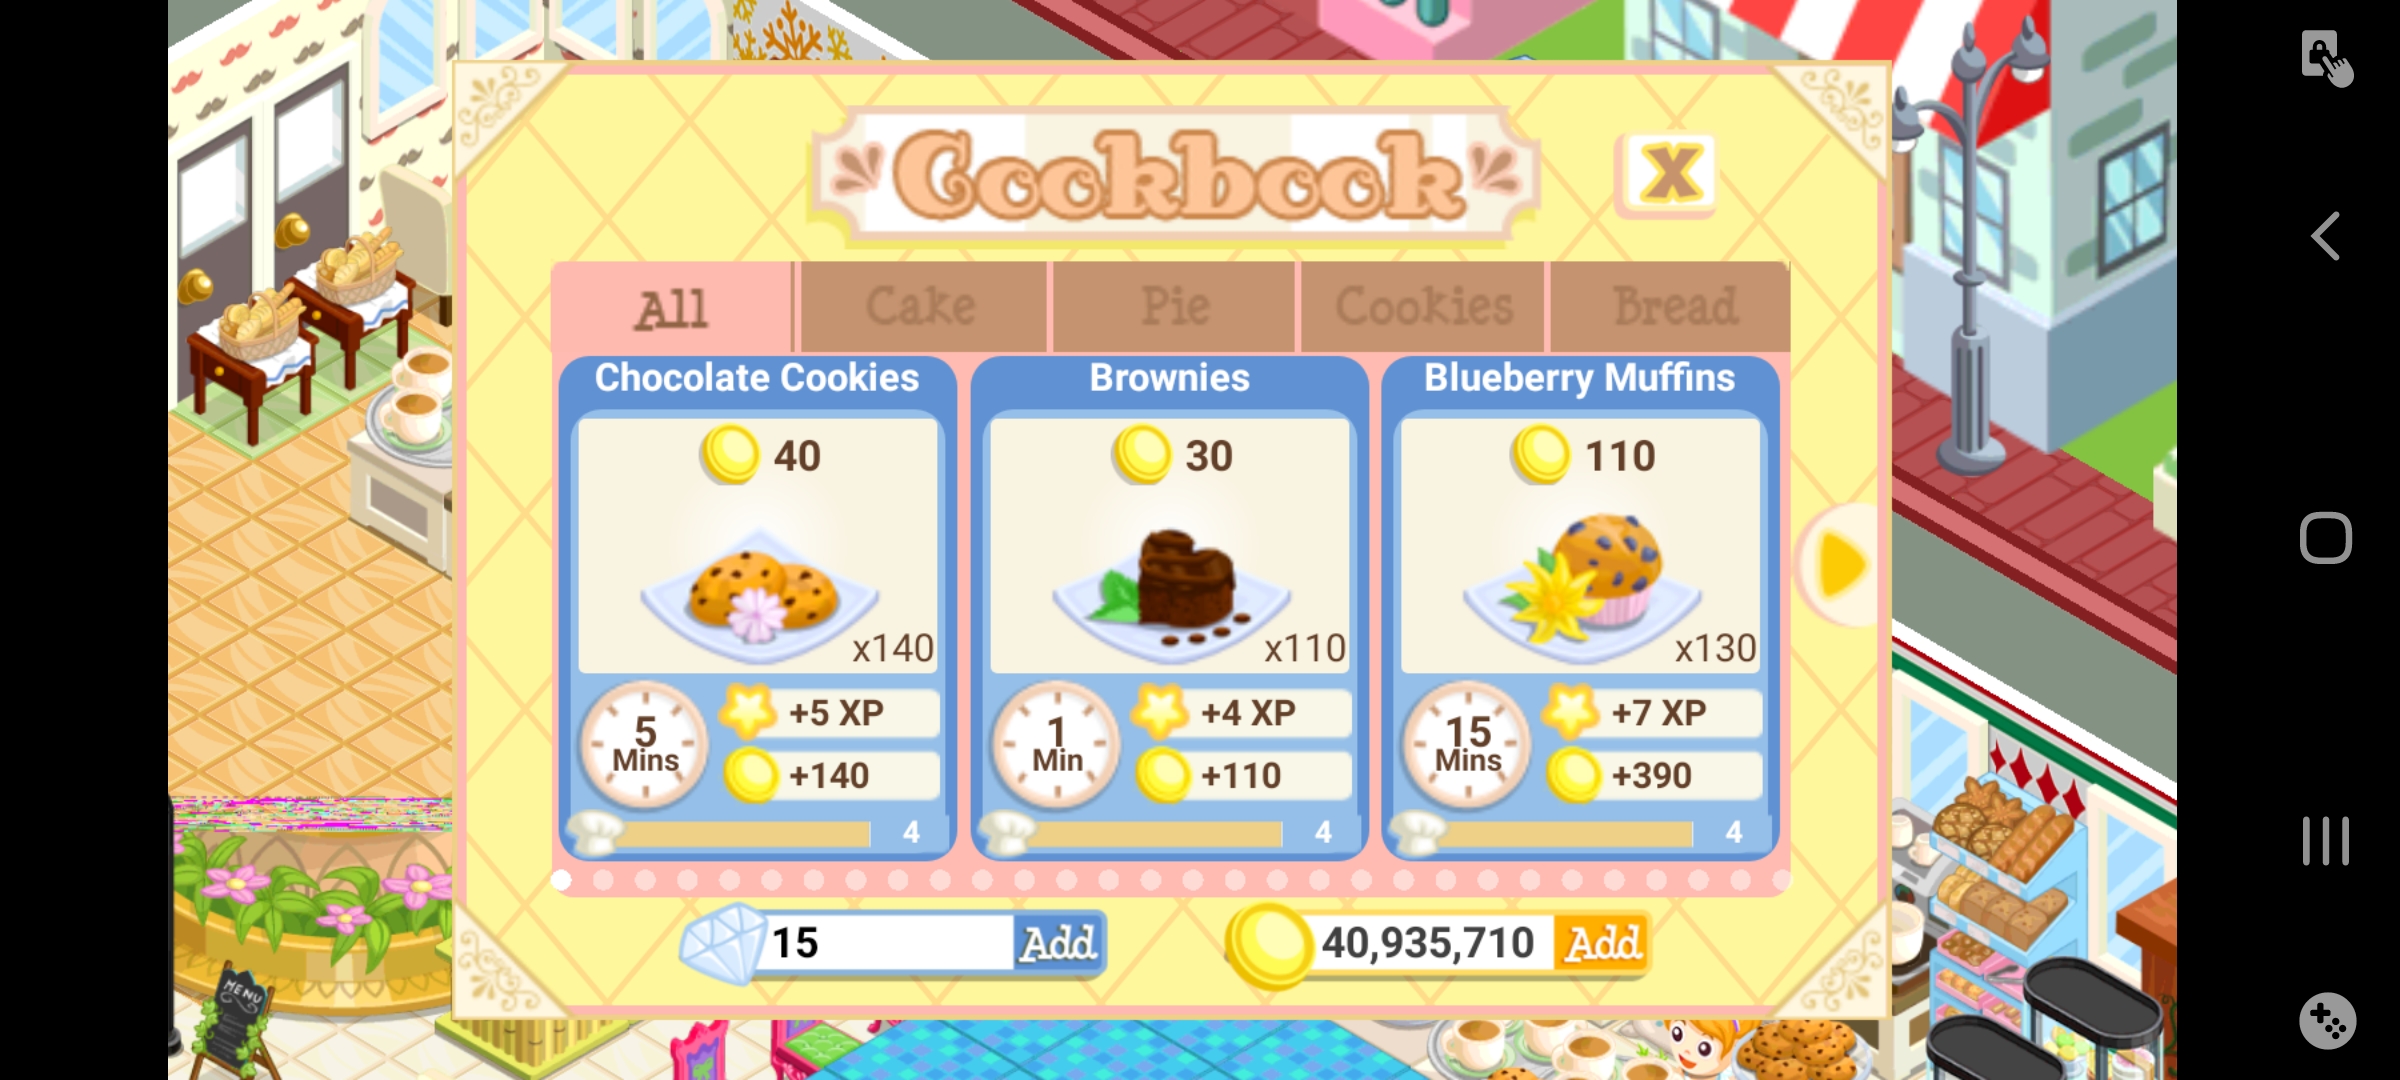 Cookbook
X
All
Cake
Pie
Cookies
Bread
Chocolate Cookies
40
x140
5
Mins
+5 XP
+140
4
Brownies
30
x110
1
Min
+4 XP
+110
4
Blueberry Muffins
110
x130
15
Mins
+7 XP
+390
4
15
Add
40,935,710
Add
MENU